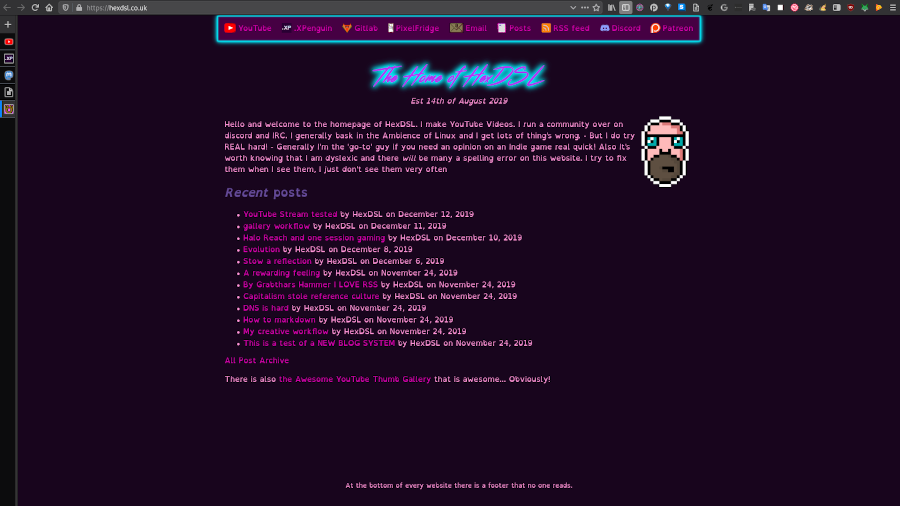 https://hexdsl.co.uk
YouTube .XPenguin Gitlab PixelFridge Email Posts RSS feed Discord Patreon
The Home of HexDSL
Est 14th of August 2019
Hello and welcome to the homepage of HexDSL. I make YouTube Videos. I run a community over on
discord and IRC. I generally bask in the Ambience of Linux and I get lots of thing's wrong, - But i do try
REAL hard! - Generally I'm the 'go-to' guy if you need an opinion on an Indie game real quick! Also it's
worth knowing that I am dyslexic and there will be many a spelling error on this website. I try to fix
them when I see them, I just don't see them very often
Recent posts
• YouTube Stream tested by HexDSL on December 12, 2019
• gallery workflow by HexDSL on December 11, 2019
• Halo Reach and one session gaming by HexDSL on December 10, 2019
• Evolution by HexDSL on December 8, 2019
• Stow a reflection by HexDSL on December 6, 2019
• A rewarding feeling by HexDSL on November 24, 2019
• By Grabthars Hammer I LOVE RSS by HexDSL on November 24, 2019
• Capitalism stole reference culture by HexDSL on November 24, 2019
• DNS is hard by HexDSL on November 24, 2019
• How to markdown by HexDSL on November 24, 2019
• My creative workflow by HexDSL on November 24, 2019
• This is a test of a NEW BLOG SYSTEM by HexDSL on November 24, 2019
All Post Archive
There is also the Awesome YouTube Thumb Gallery that is awesome... Obviously!
At the bottom of every website there is a footer that no one reads.